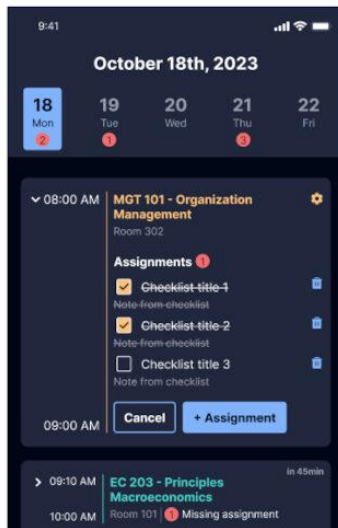 9:41
October 18th, 2023
18 19 20 21 22
Mon Tue Wed Thu Fri
2 1 3
08:00 AM MGT 101 - Organization
Management
Room 302
Assignments 1
Checklist title 1
Note from checklist
Checklist title 2
Note from checklist
Checklist title 3
Note from checklist
Cancel + Assignment
09:00 AM
in 45min
09:10 AM EC 203 - Principles
Macroeconomics
10:00 AM Room 101 1 Missing assignment